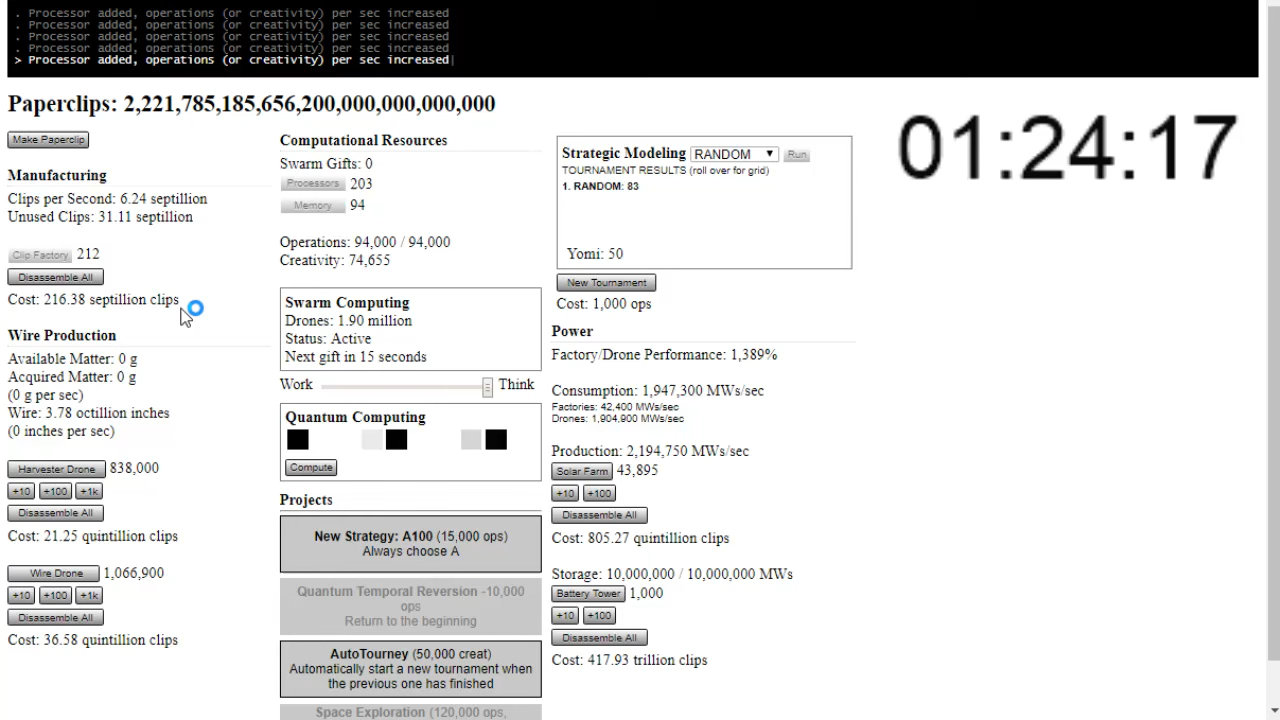 . Processor added, operations (or creativity) per sec increased
. Processor added, operations (or creativity) per sec increased
. Processor added, operations (or creativity) per sec increased
. Processor added, operations (or creativity) per sec increased
> Processor added, operations (or creativity) per sec increased
Paperclips: 2,221,785,185,656,200,000,000,000,000
01:24:17
Make Paperclip
Manufacturing
Clips per Second: 6.24 septillion
Unused Clips: 31.11 septillion
Clip Factory 212
Disassemble All
Cost: 216.38 septillion clips
Wire Production
Available Matter: 0 g
Acquired Matter: 0 g
(0 g per sec)
Wire: 3.78 octillion inches
(0 inches per sec)
Harvester Drone 838,000
+10 +100 +1k
Disassemble All
Cost: 21.25 quintillion clips
Wire Drone 1,066,900
+10 +100 +1k
Disassemble All
Cost: 36.58 quintillion clips
Computational Resources
Swarm Gifts: 0
Processors 203
Memory 94
Operations: 94,000 / 94,000
Creativity: 74,655
Swarm Computing
Drones: 1.90 million
Status: Active
Next gift in 15 seconds
Work Think
Quantum Computing
Compute
Projects
New Strategy: A100 (15,000 ops)
Always choose A
Quantum Temporal Reversion -10,000
ops
Return to the beginning
AutoTourney (50,000 creat)
Automatically start a new tournament when
the previous one has finished
Space Exploration (120,000 ops,
Strategic Modeling RANDOM Run
TOURNAMENT RESULTS (roll over for grid)
1. RANDOM: 83
Yomi: 50
New Tournament
Cost: 1,000 ops
Power
Factory/Drone Performance: 1,389%
Consumption: 1,947,300 MWs/sec
Factories: 42,400 MWs/sec
Drones: 1,904,900 MWs/sec
Production: 2,194,750 MWs/sec
Solar Farm 43,895
+10 +100
Disassemble All
Cost: 805.27 quintillion clips
Storage: 10,000,000 / 10,000,000 MWs
Battery Tower 1,000
+10 +100
Disassemble All
Cost: 417.93 trillion clips